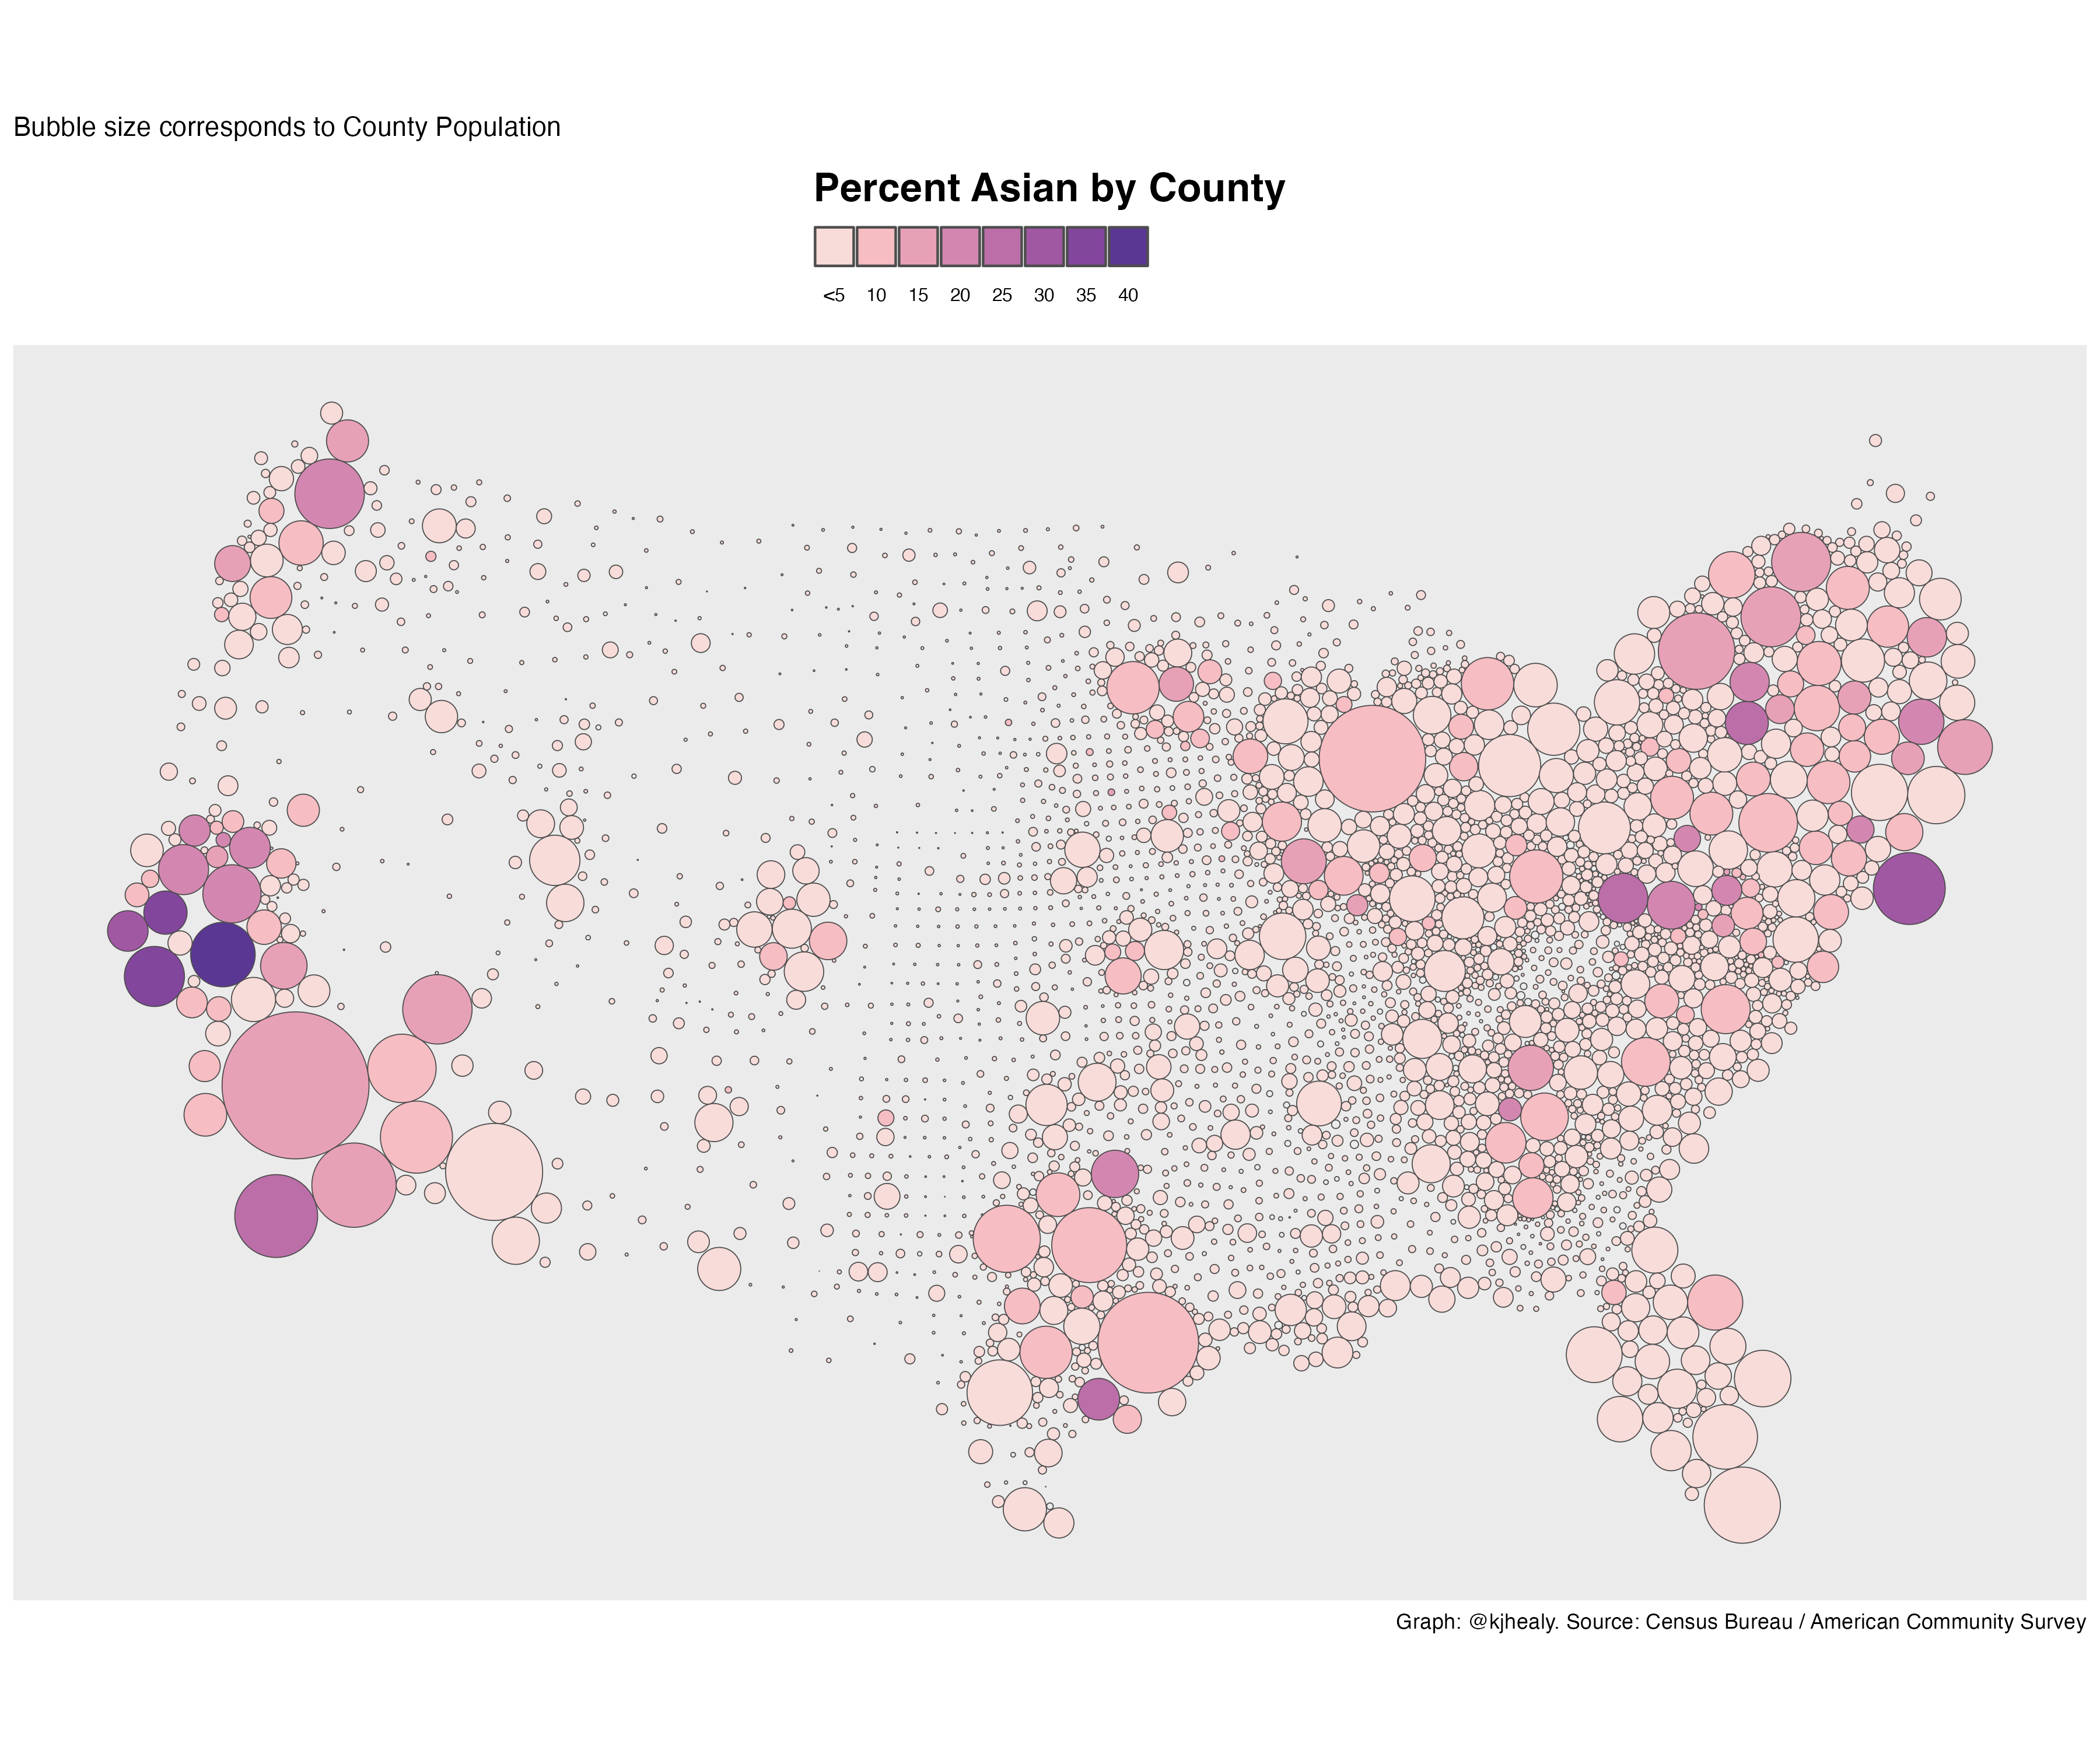 Bubble size corresponds to County Population
Percent Asian by County
<5 10 15 20 25 30 35 40
Graph: @kjhealy. Source: Census Bureau / American Community Survey